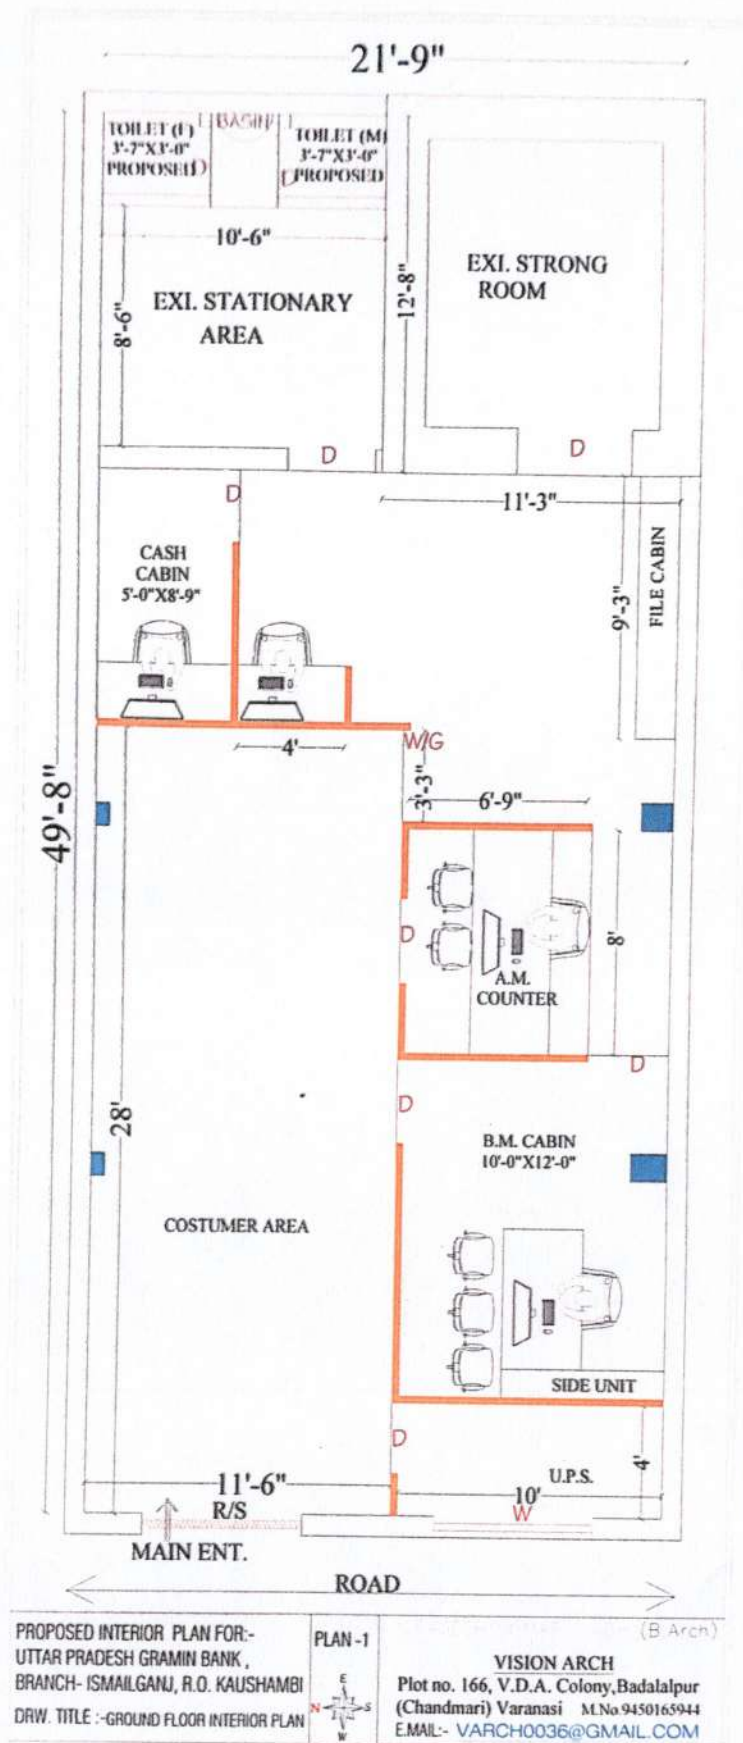 21'-9"
TOILET (F)
3'-7"X3'-0"
PROPOSED
D
BASIN
TOILET (M)
3'-7"X3'-0"
PROPOSED
D
10'-6"
EXI. STATIONARY
AREA
8'-6"
12'-8"
EXI. STRONG
ROOM
D
D
D
11'-3"
CASH
CABIN
5'-0"X8'-9"
9'-3"
FILE CABIN
4'
W/G
3'-3"
6'-9"
49'-8"
D
8'
A.M.
COUNTER
D
D
28'
B.M. CABIN
10'-0"X12'-0"
COSTUMER AREA
SIDE UNIT
D
4'
U.P.S.
11'-6"
10'
R/S
W
MAIN ENT.
ROAD
PROPOSED INTERIOR PLAN FOR:-
UTTAR PRADESH GRAMIN BANK,
BRANCH- ISMAILGANJ, R.O. KAUSHAMBI
DRW. TITLE :-GROUND FLOOR INTERIOR PLAN
PLAN -1
E
N
S
W
(B.Arch)
VISION ARCH
Plot no. 166, V.D.A. Colony,Badalalpur
(Chandmari) Varanasi M.No.9450165944
E.MAIL:- VARCH0036@GMAIL.COM